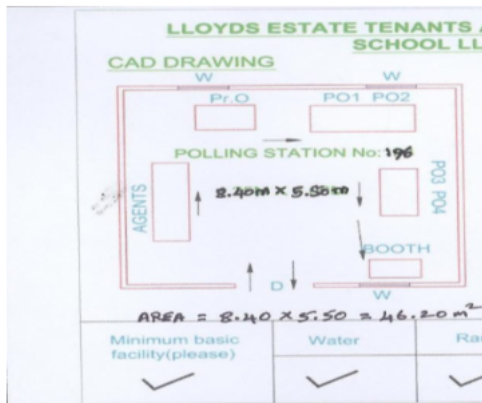 LLOYDS ESTATE TENANTS
SCHOOL
CAD DRAWING
W W
Pr.O PO1 PO2
POLLING STATION No: 196
AGENTS
8.40m × 5.50m
PO3 PO4
BOOTH
D
W
AREA = 8.40 × 5.50 = 46.20 m²
Minimum basic Water
facility(please)